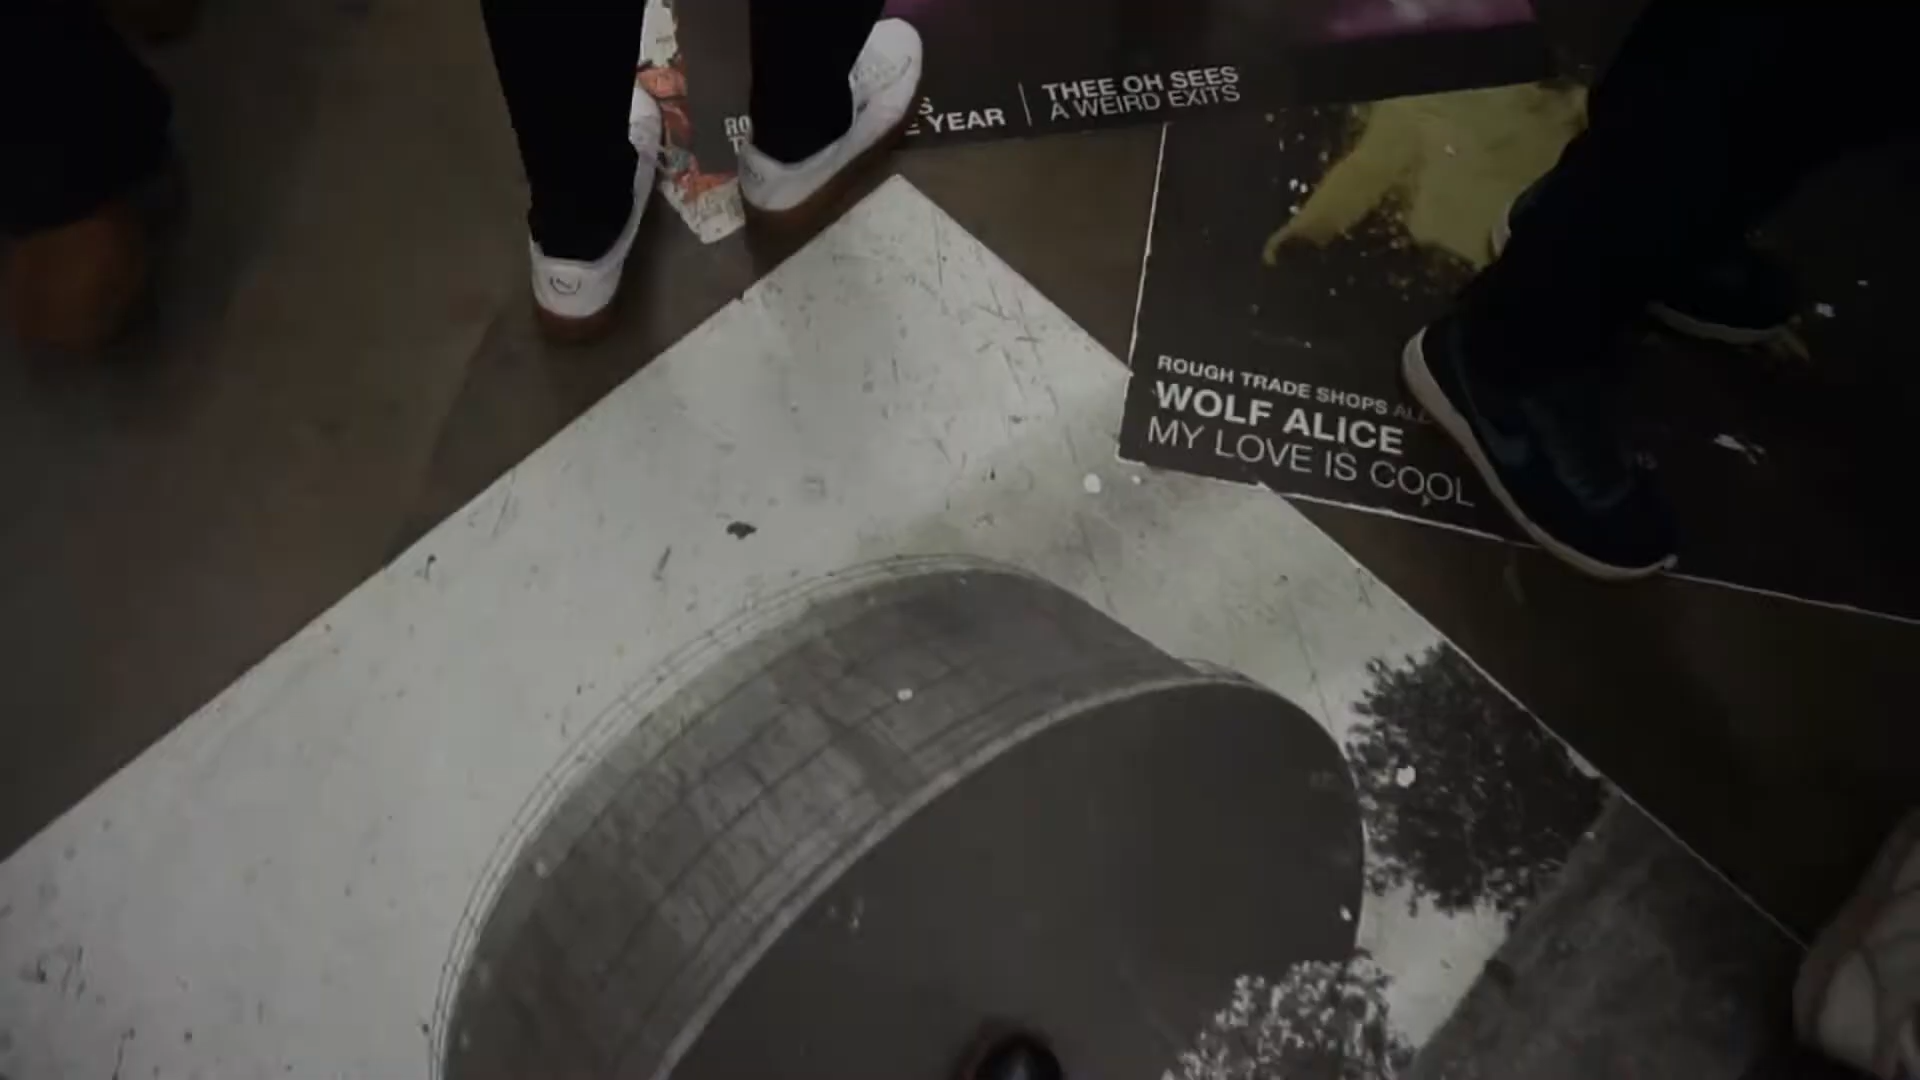 THEE OH SEES
A WEIRD EXITS
YEAR
ROUGH TRADE SHOPS
WOLF ALICE
MY LOVE IS COOL